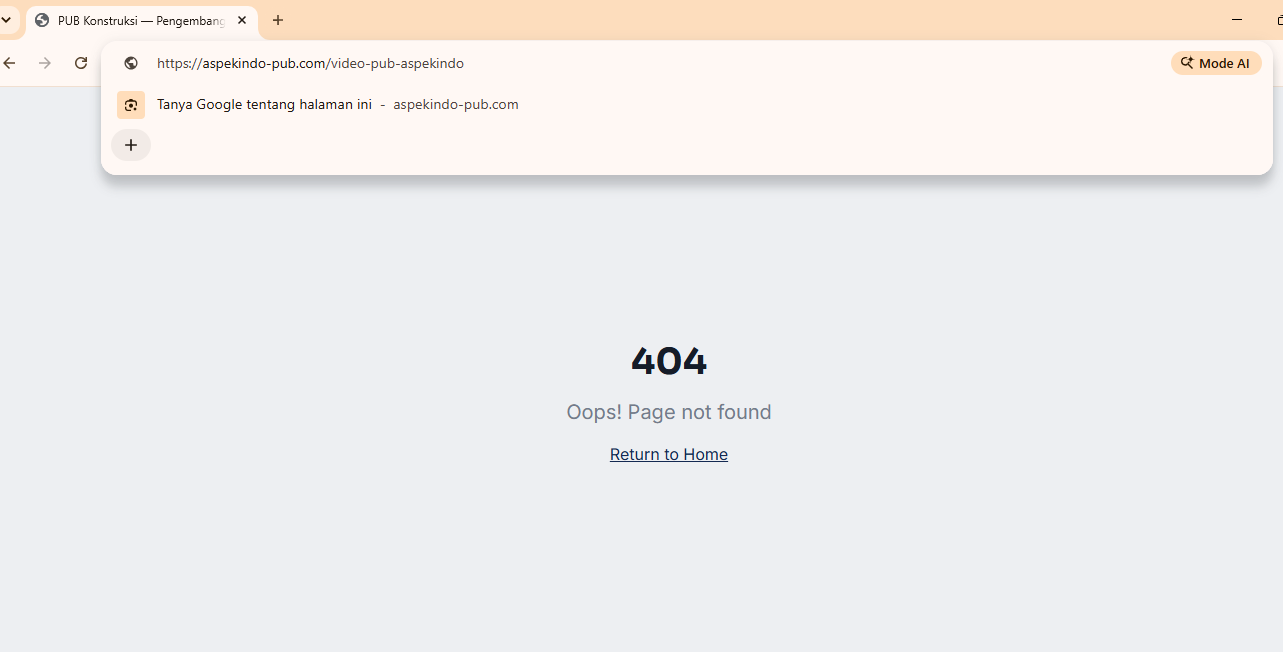 PUB Konstruksi — Pengembang
https://aspekindo-pub.com/video-pub-aspekindo
Mode AI
Tanya Google tentang halaman ini - aspekindo-pub.com
404
Oops! Page not found
Return to Home